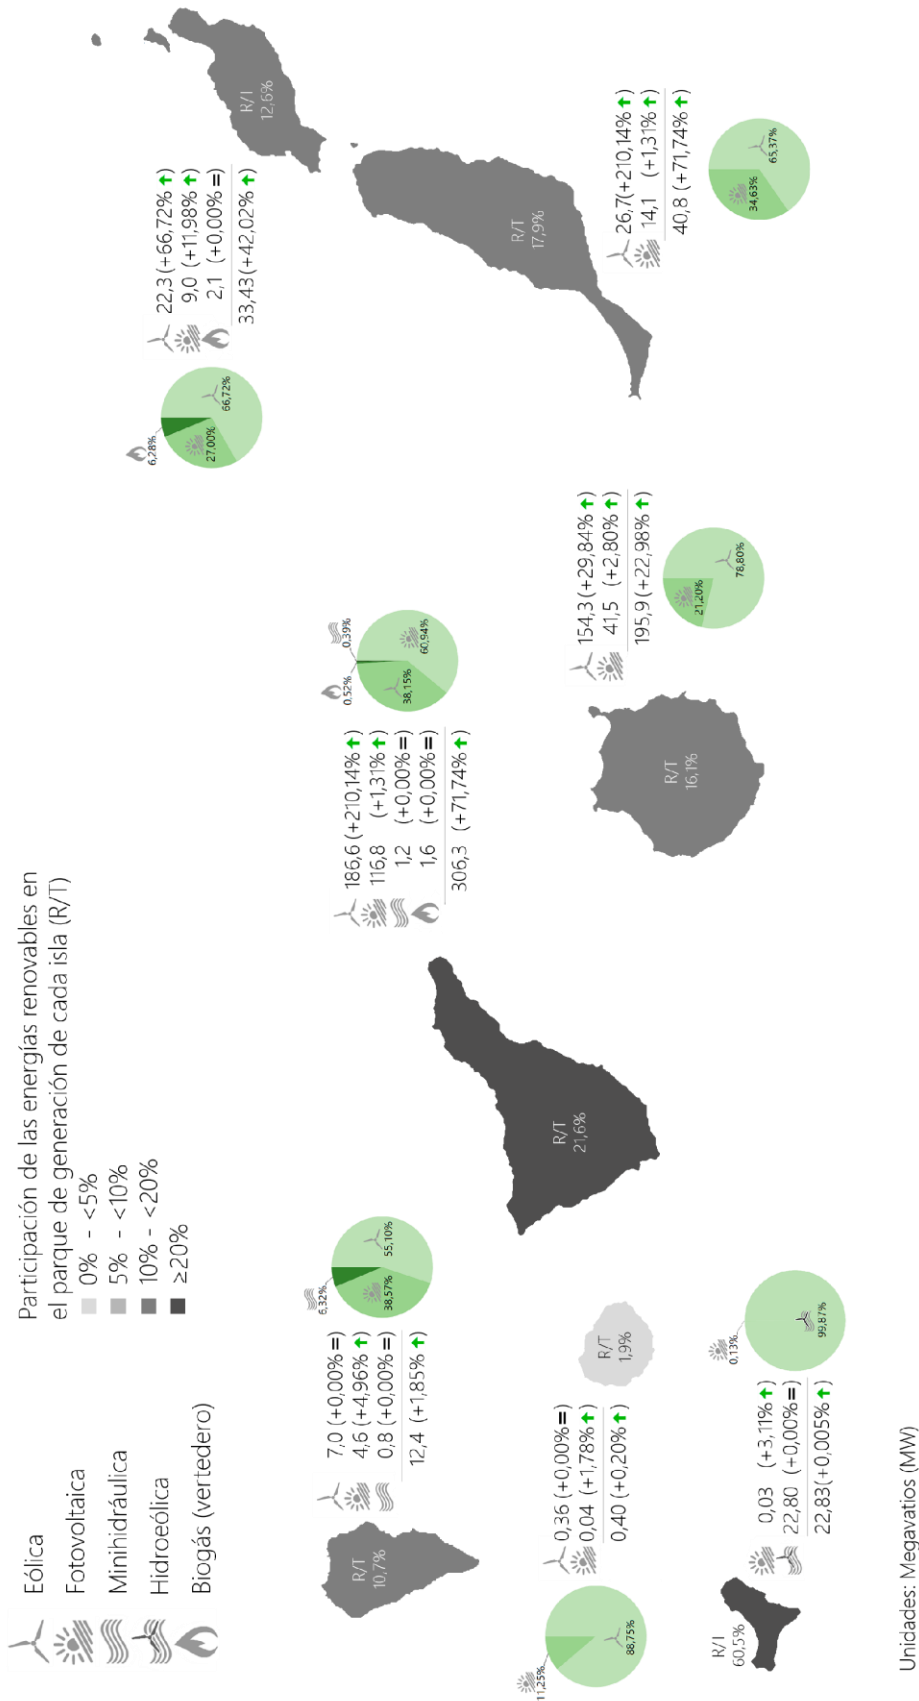 Eólica
Fotovoltaica
Minihidráulica
Hidroeólica
Biogás (vertedero)
Participación de las energías renovables en
el parque de generación de cada isla (R/T)
0% - <5%
5% - <10%
10% - <20%
≥20%
R/T
10,7%
7,0 (+0,00% =)
4,6 (+4,96% ↑)
0,8 (+0,00% =)
12,4 (+1,85% ↑)
6,32%
38,57%
55,10%
11,25%
88,75%
0,36 (+0,00% =)
0,04 (+1,78% ↑)
0,40 (+0,20% ↑)
R/T
1,9%
R/T
60,5%
0,03 (+3,11% ↑)
22,80 (+0,00% =)
22,83 (+0,005% ↑)
0,13%
99,87%
R/T
21,6%
186,6 (+210,14% ↑)
116,8 (+1,31% ↑)
1,2 (+0,00% =)
1,6 (+0,00% =)
306,3 (+71,74% ↑)
0,52%
0,39%
38,15%
60,94%
R/T
16,1%
154,3 (+29,84% ↑)
41,5 (+2,80% ↑)
195,9 (+22,98% ↑)
21,20%
78,80%
6,28%
27,00%
66,72%
22,3 (+66,72% ↑)
9,0 (+11,98% ↑)
2,1 (+0,00% =)
33,43 (+42,02% ↑)
R/T
12,6%
R/T
17,9%
26,7 (+210,14% ↑)
14,1 (+1,31% ↑)
40,8 (+71,74% ↑)
34,63%
65,37%
Unidades: Megavatios (MW)